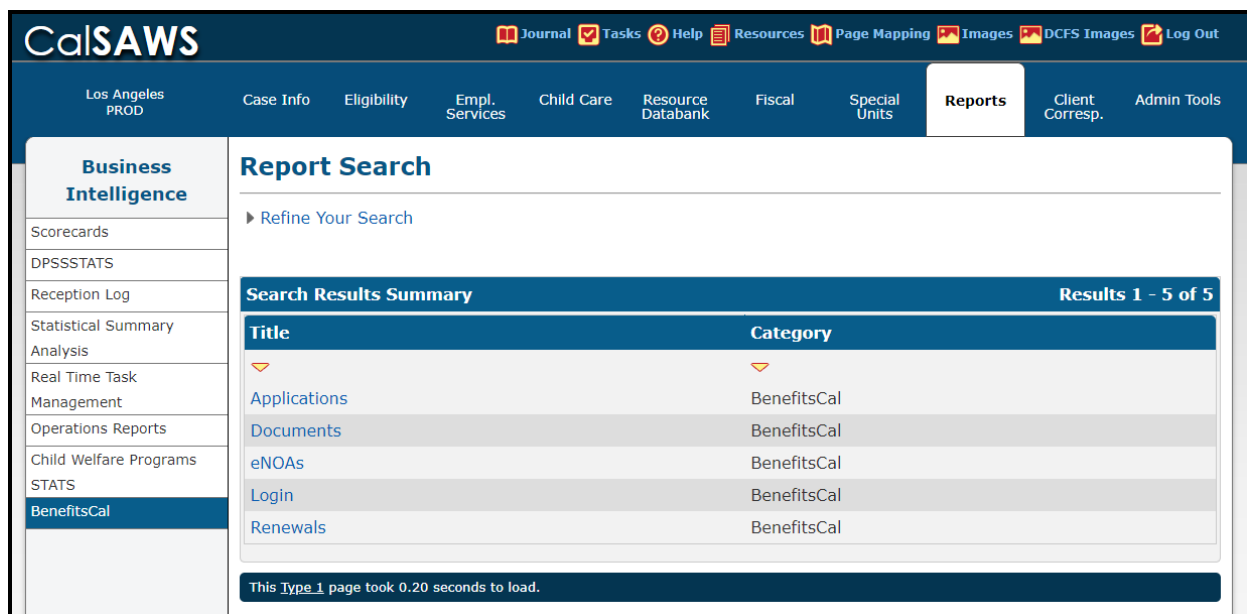 CalSAWS
Journal Tasks Help Resources Page Mapping Images DCFS Images Log Out
Los Angeles
PROD
Case Info
Eligibility
Empl.
Services
Child Care
Resource
Databank
Fiscal
Special
Units
Reports
Client
Corresp.
Admin Tools
Business
Intelligence
Scorecards
DPSSSTATS
Reception Log
Statistical Summary
Analysis
Real Time Task
Management
Operations Reports
Child Welfare Programs
STATS
BenefitsCal
Report Search
Refine Your Search
Search Results Summary Results 1 - 5 of 5
Title Category
Applications BenefitsCal
Documents BenefitsCal
eNOAs BenefitsCal
Login BenefitsCal
Renewals BenefitsCal
This Type 1 page took 0.20 seconds to load.